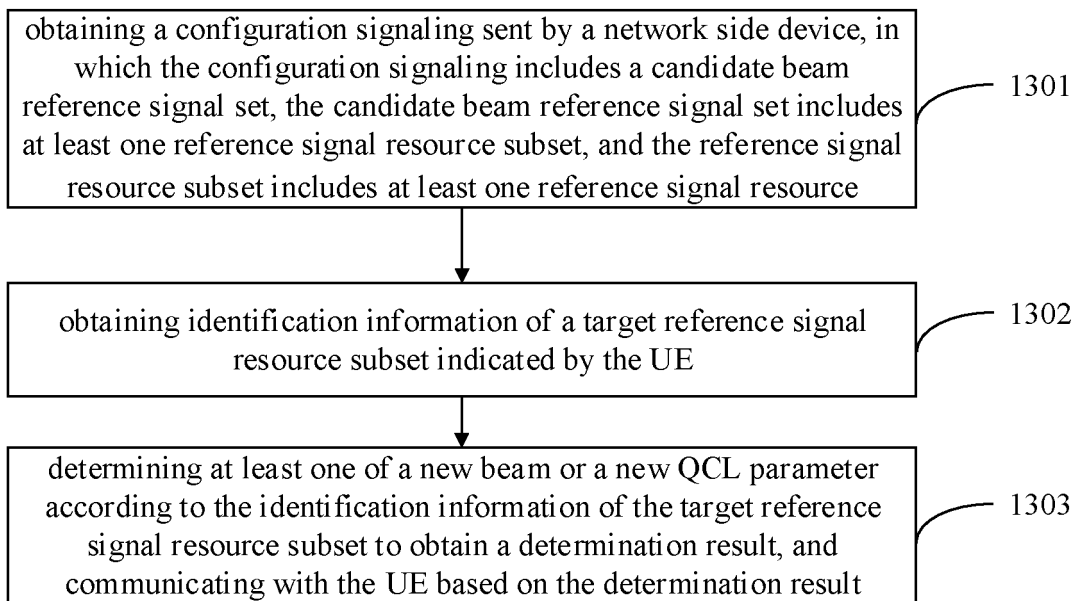 obtaining a configuration signaling sent by a network side device, in
which the configuration signaling includes a candidate beam
reference signal set, the candidate beam reference signal set includes
at least one reference signal resource subset, and the reference signal
resource subset includes at least one reference signal resource
1301
obtaining identification information of a target reference signal
resource subset indicated by the UE
1302
determining at least one of a new beam or a new QCL parameter
according to the identification information of the target reference
signal resource subset to obtain a determination result, and
communicating with the UE based on the determination result
1303